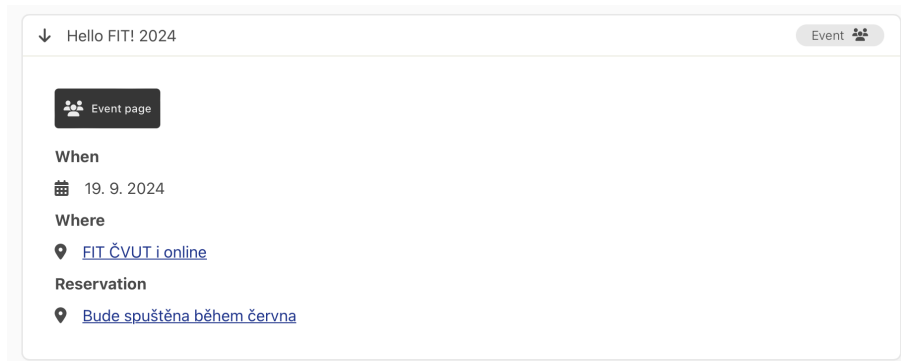 Hello FIT! 2024
Event
Event page
When
19. 9. 2024
Where
FIT ČVUT i online
Reservation
Bude spuštěna během června